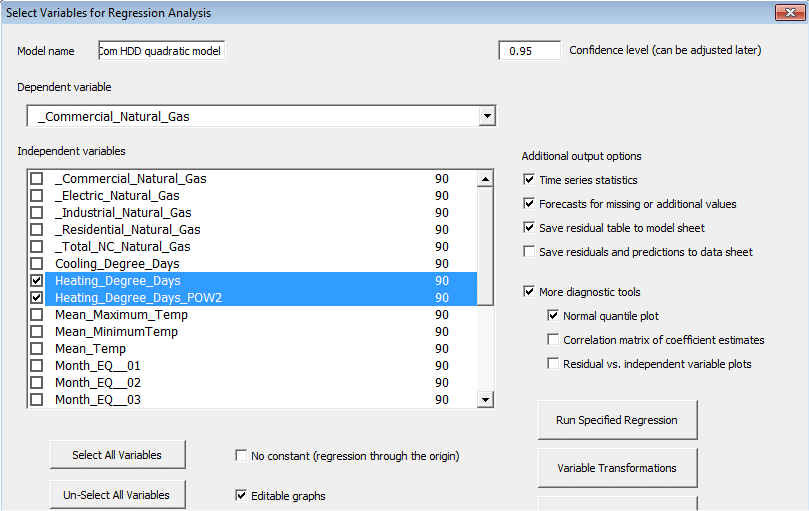 Select Variables for Regression Analysis
Model name
Com HDD quadratic model
0.95
Confidence level (can be adjusted later)
Dependent variable
_Commercial_Natural_Gas
Independent variables
_Commercial_Natural_Gas 90
_Electric_Natural_Gas 90
_Industrial_Natural_Gas 90
_Residential_Natural_Gas 90
_Total_NC_Natural_Gas 90
Cooling_Degree_Days 90
Heating_Degree_Days 90
Heating_Degree_Days_POW2 90
Mean_Maximum_Temp 90
Mean_MinimumTemp 90
Mean_Temp 90
Month_EQ__01 90
Month_EQ__02 90
Month_EQ__03 90
Additional output options
Time series statistics
Forecasts for missing or additional values
Save residual table to model sheet
Save residuals and predictions to data sheet
More diagnostic tools
Normal quantile plot
Correlation matrix of coefficient estimates
Residual vs. independent variable plots
Run Specified Regression
Select All Variables
No constant (regression through the origin)
Variable Transformations
Un-Select All Variables
Editable graphs